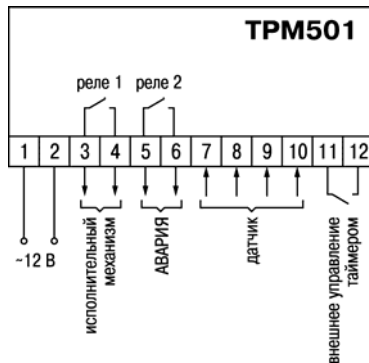 ТРМ501
реле 1 реле 2
1 2 3 4 5 6 7 8 9 10 11 12
~12 В
исполнительный
механизм
АВАРИЯ
датчик
внешнее управление
таймером